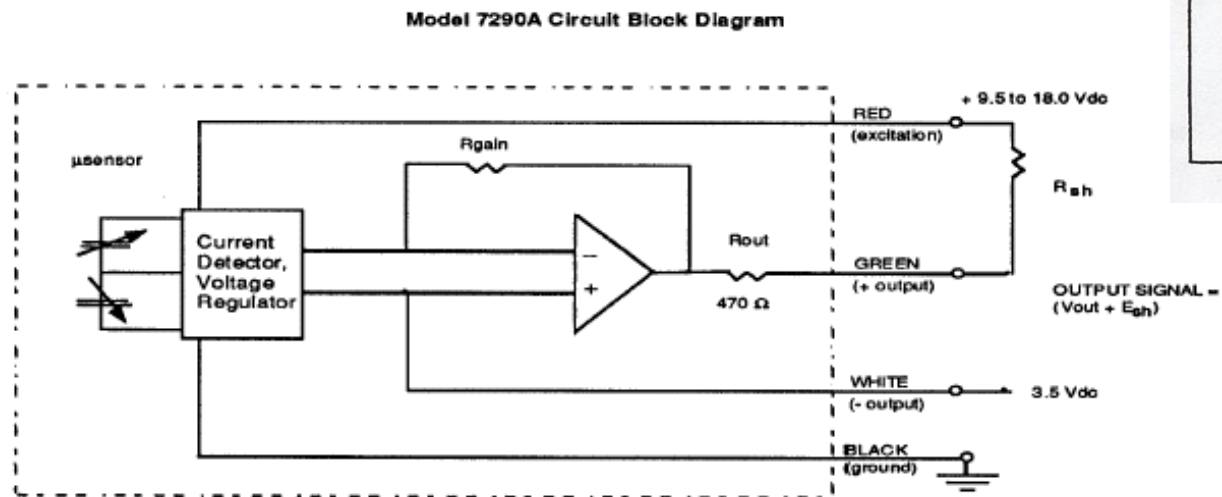 Model 7290A Circuit Block Diagram
+ 9.5 to 18.0 Vdc
RED
(excitation)
Rgain
µsensor
Rsh
Current
Detector,
Voltage
Regulator
−
+
Rout
470 Ω
GREEN
(+ output)
OUTPUT SIGNAL =
(Vout + Esh)
WHITE
(- output)
3.5 Vdc
BLACK
(ground)